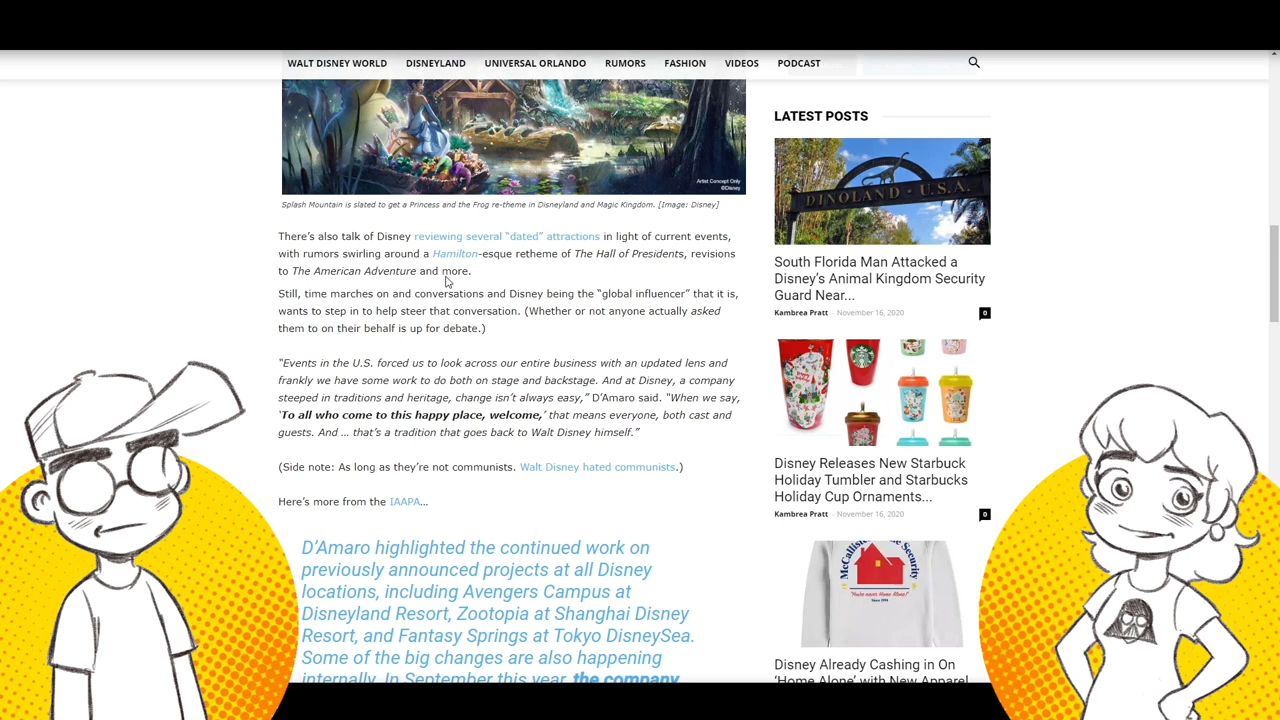 WALT DISNEY WORLD DISNEYLAND UNIVERSAL ORLANDO RUMORS FASHION VIDEOS PODCAST
Artist Concept Only
©Disney
Splash Mountain is slated to get a Princess and the Frog re-theme in Disneyland and Magic Kingdom. [Image: Disney]
There's also talk of Disney reviewing several "dated" attractions in light of current events,
with rumors swirling around a Hamilton-esque retheme of The Hall of Presidents, revisions
to The American Adventure and more.
Still, time marches on and conversations and Disney being the "global influencer" that it is,
wants to step in to help steer that conversation. (Whether or not anyone actually asked
them to on their behalf is up for debate.)
"Events in the U.S. forced us to look across our entire business with an updated lens and
frankly we have some work to do both on stage and backstage. And at Disney, a company
steeped in traditions and heritage, change isn't always easy," D'Amaro said. "When we say,
'To all who come to this happy place, welcome,' that means everyone, both cast and
guests. And … that's a tradition that goes back to Walt Disney himself."
(Side note: As long as they're not communists. Walt Disney hated communists.)
Here's more from the IAAPA…
D'Amaro highlighted the continued work on
previously announced projects at all Disney
locations, including Avengers Campus at
Disneyland Resort, Zootopia at Shanghai Disney
Resort, and Fantasy Springs at Tokyo DisneySea.
Some of the big changes are also happening
internally. In September this year, the company
LATEST POSTS
DINOLAND · U.S.A.
South Florida Man Attacked a
Disney's Animal Kingdom Security
Guard Near...
Kambrea Pratt - November 16, 2020 0
Disney Releases New Starbuck
Holiday Tumbler and Starbucks
Holiday Cup Ornaments...
Kambrea Pratt - November 16, 2020 0
"You're never Home Alone!"
Since 1990
Disney Already Cashing in On
'Home Alone' with New Apparel